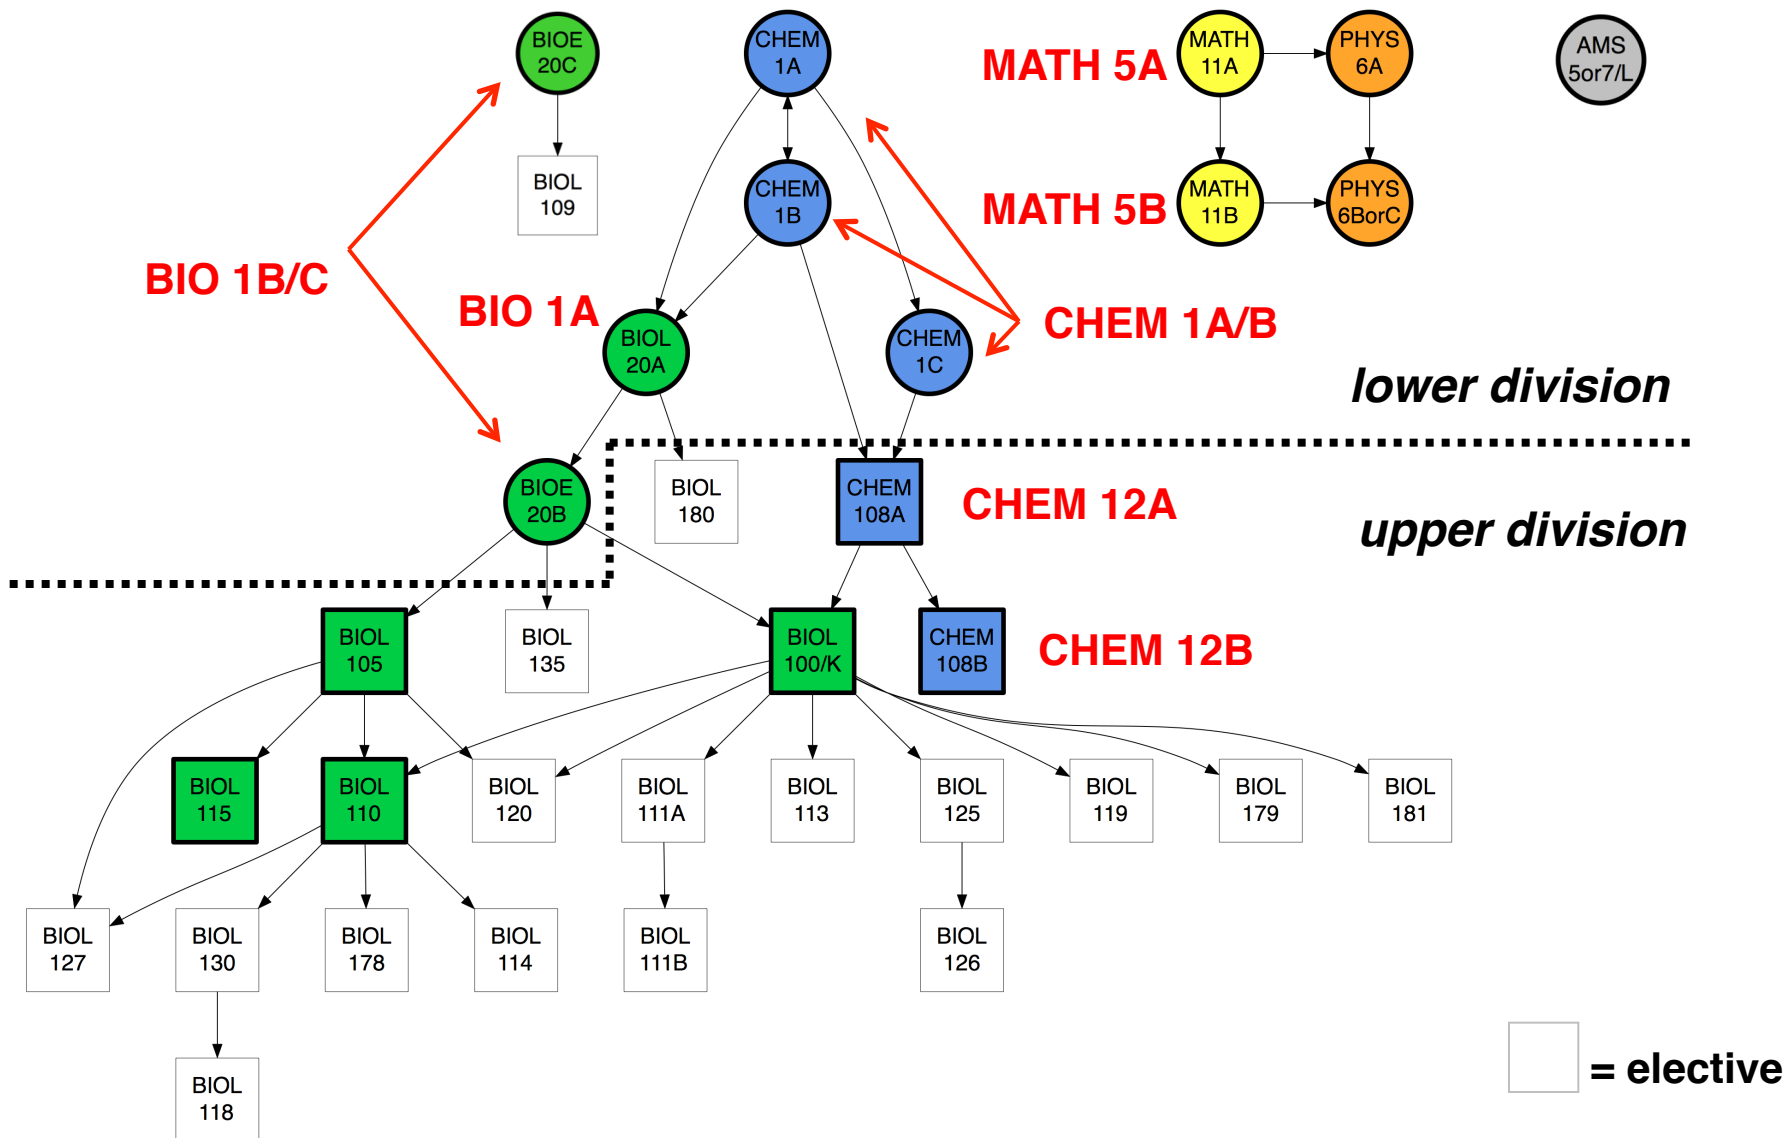 BIOE
20C
CHEM
1A
MATH 5A
MATH
11A
PHYS
6A
AMS
5or7/L
BIOL
109
CHEM
1B
MATH 5B
MATH
11B
PHYS
6BorC
BIO 1B/C
BIO 1A
BIOL
20A
CHEM
1C
CHEM 1A/B
lower division
BIOE
20B
BIOL
180
CHEM
108A
CHEM 12A
upper division
BIOL
105
BIOL
135
BIOL
100/K
CHEM
108B
CHEM 12B
BIOL
115
BIOL
110
BIOL
120
BIOL
111A
BIOL
113
BIOL
125
BIOL
119
BIOL
179
BIOL
181
BIOL
127
BIOL
130
BIOL
178
BIOL
114
BIOL
111B
BIOL
126
BIOL
118
= elective